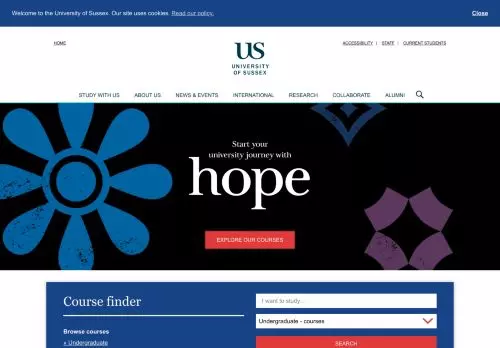 Welcome to the University of Sussex. Our site uses cookies. Read our policy. Close
HOME
ACCESSIBILITY | STAFF | CURRENT STUDENTS
US
UNIVERSITY
OF SUSSEX
STUDY WITH US ABOUT US NEWS & EVENTS INTERNATIONAL RESEARCH COLLABORATE ALUMNI
Start your
university journey with
hope
EXPLORE OUR COURSES
Course finder
I want to study...
Undergraduate - courses
Browse courses
» Undergraduate
SEARCH